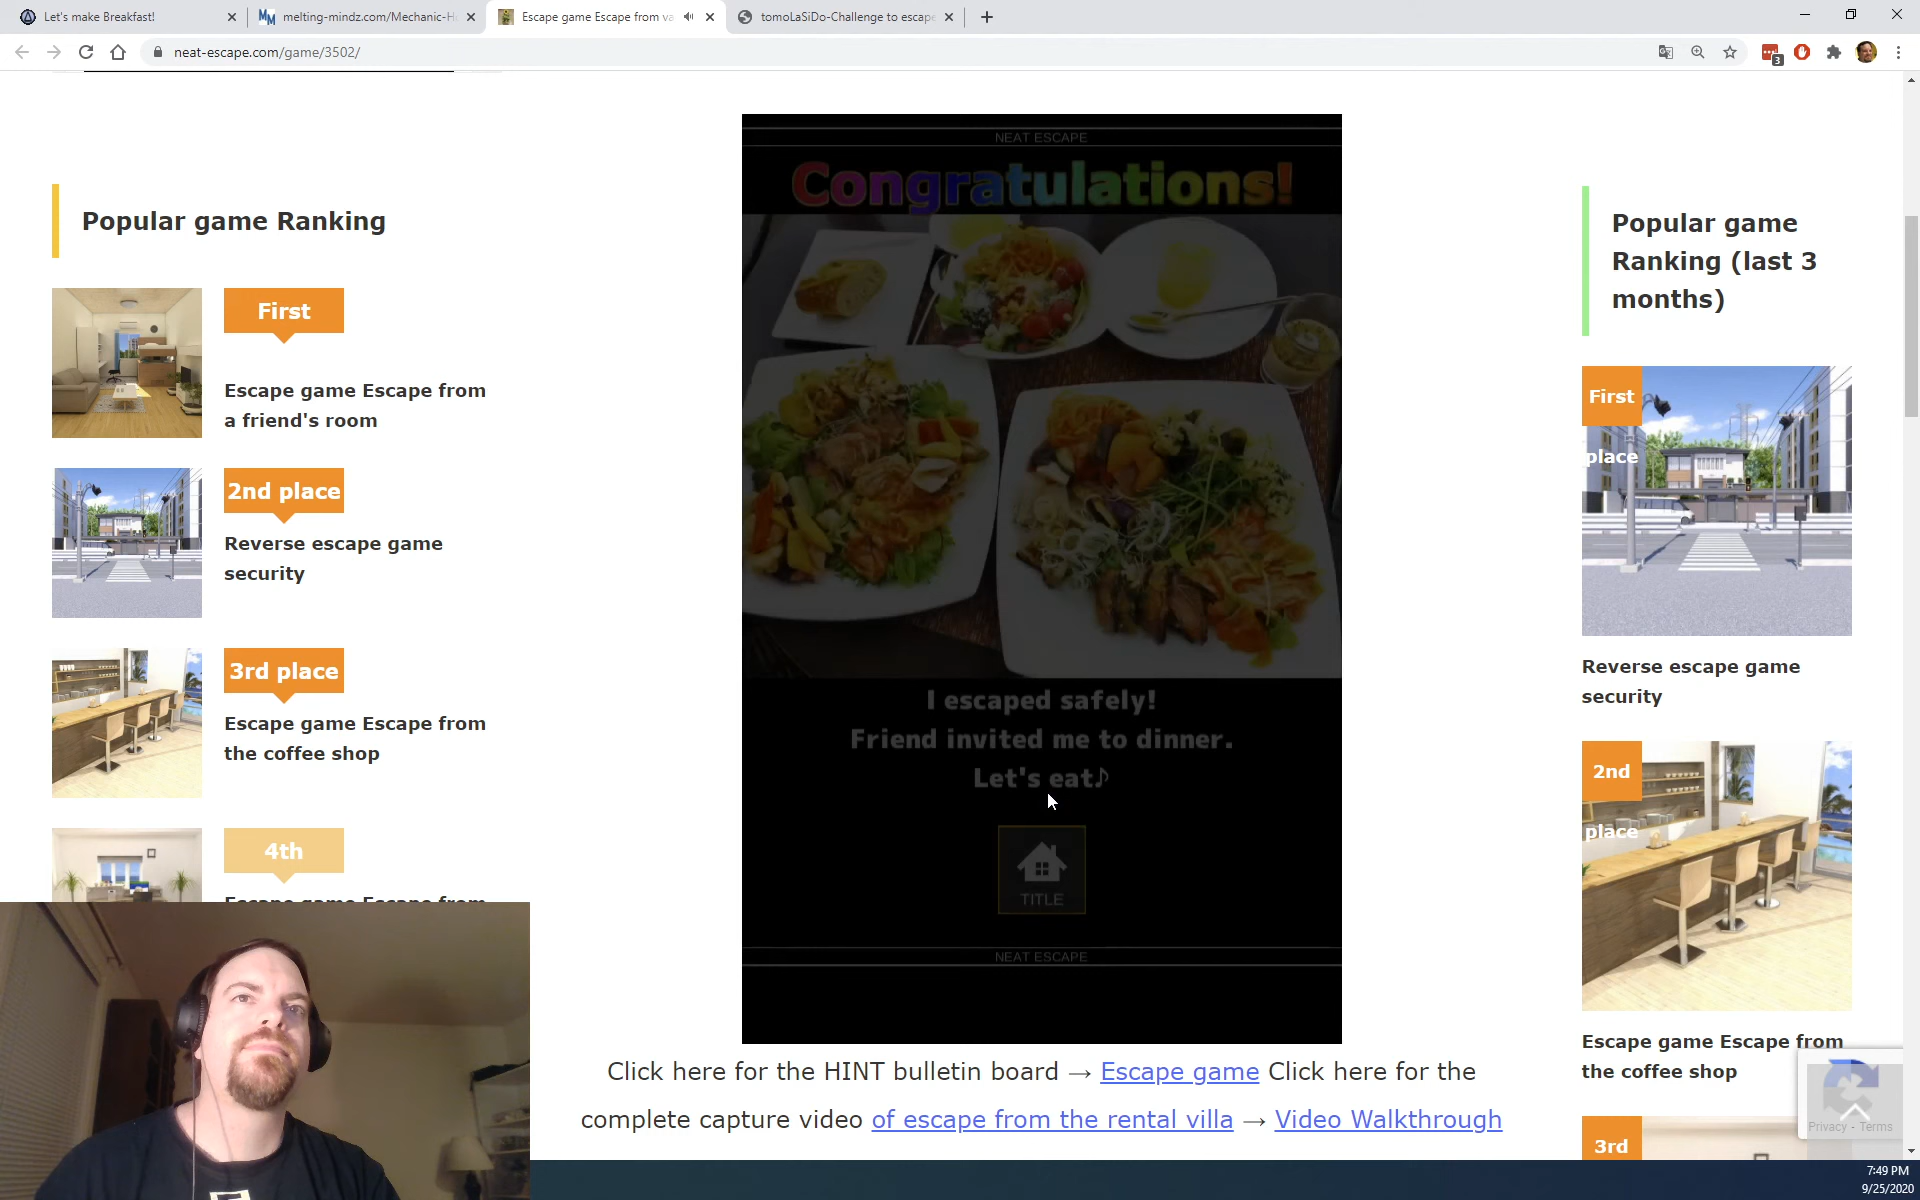 Let's make Breakfast!
melting-mindz.com/Mechanic-H
Escape game Escape from va
tomoLaSiDo-Challenge to escape
neat-escape.com/game/3502/
3
Popular game Ranking
First
Escape game Escape from
a friend's room
2nd place
Reverse escape game
security
3rd place
Escape game Escape from
the coffee shop
4th
Escape game Escape from
NEAT ESCAPE
Congratulations!
I escaped safely!
Friend invited me to dinner.
Let's eat♪
TITLE
NEAT ESCAPE
Click here for the HINT bulletin board → Escape game Click here for the
complete capture video of escape from the rental villa → Video Walkthrough
Popular game
Ranking (last 3
months)
First
place
Reverse escape game
security
2nd
place
Escape game Escape from
the coffee shop
3rd
Privacy - Terms
7:49 PM
9/25/2020